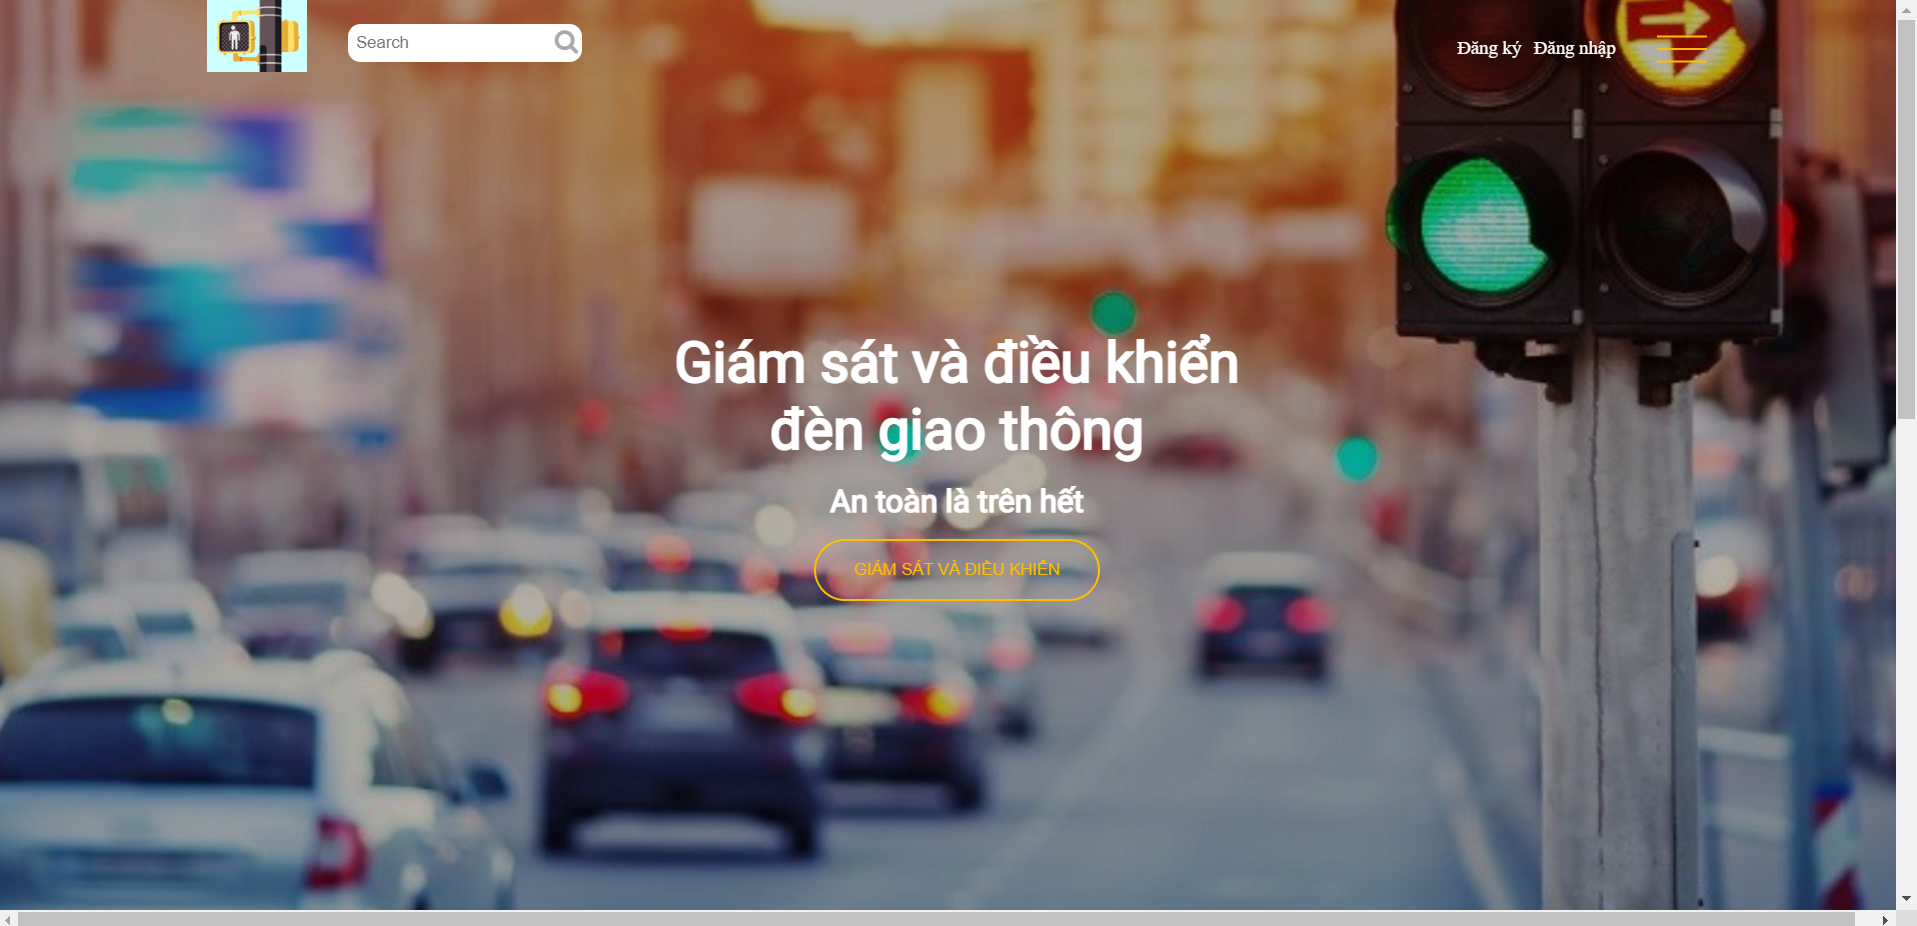 Search
Đăng ký Đăng nhập
Giám sát và điều khiển
đèn giao thông
An toàn là trên hết
GIÁM SÁT VÀ ĐIỀU KHIỂN